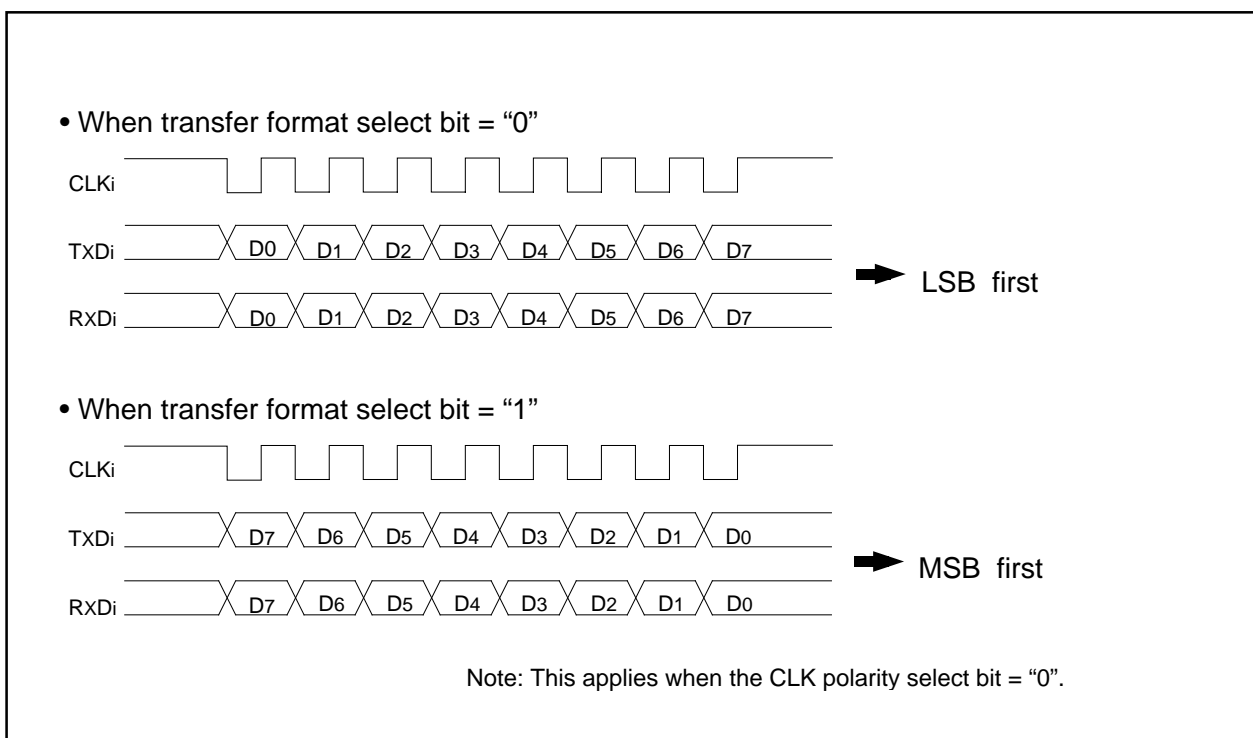 • When transfer format select bit = “0”
CLKi
TXDi D0 D1 D2 D3 D4 D5 D6 D7
RXDi D0 D1 D2 D3 D4 D5 D6 D7
LSB first
• When transfer format select bit = “1”
CLKi
TXDi D7 D6 D5 D4 D3 D2 D1 D0
RXDi D7 D6 D5 D4 D3 D2 D1 D0
MSB first
Note: This applies when the CLK polarity select bit = “0”.